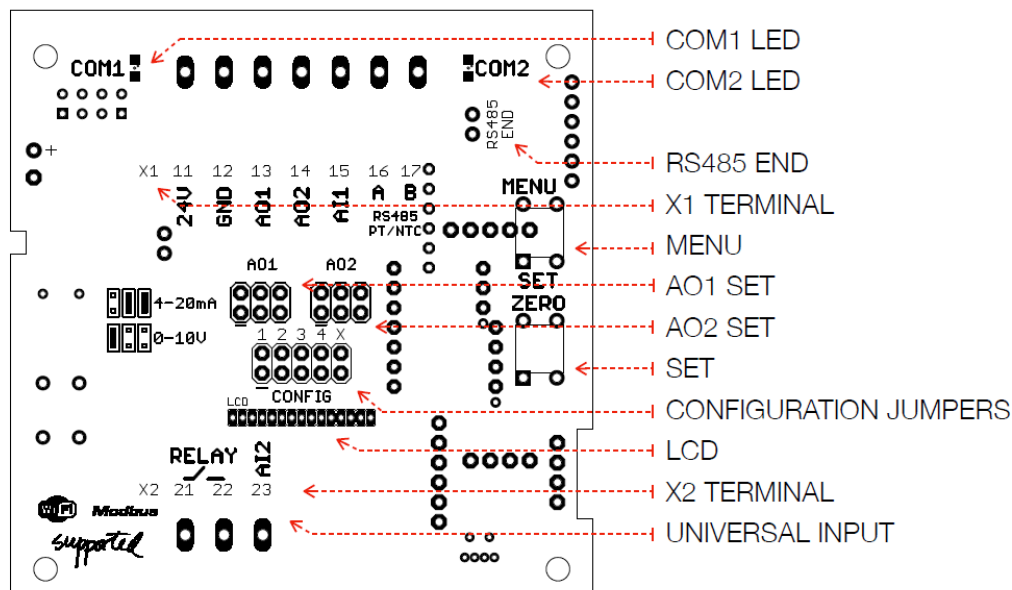 COM1 LED
COM1
COM2
COM2 LED
RS485
END
RS485 END
X1 11 12 13 14 15 16 17
24V GND AO1 AO2 AI1 A B
MENU
X1 TERMINAL
RS485
PT/NTC
MENU
AO1 AO2
SET
AO1 SET
4-20mA
ZERO
AO2 SET
0-10V
1 2 3 4 X
SET
CONFIG
LCD
CONFIGURATION JUMPERS
LCD
RELAY
AI2
X2 21 22 23
X2 TERMINAL
WiFi Modbus
UNIVERSAL INPUT
supported